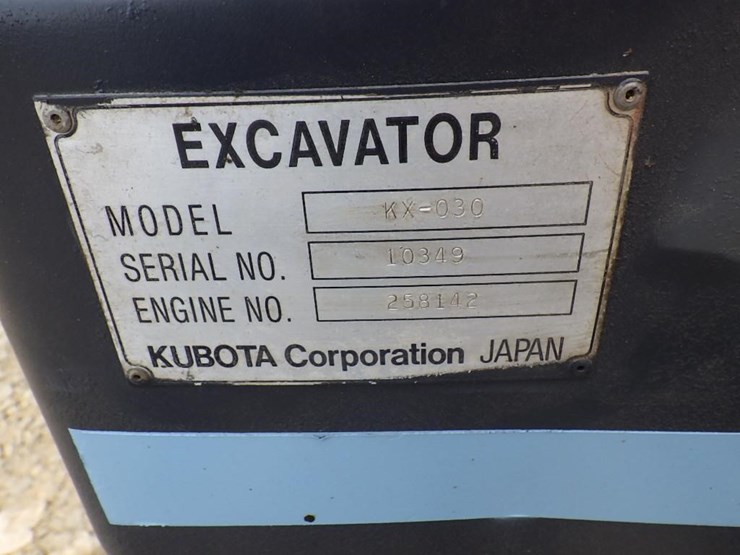 EXCAVATOR
MODEL KX-030
SERIAL NO. 10349
ENGINE NO. 258142
KUBOTA Corporation JAPAN